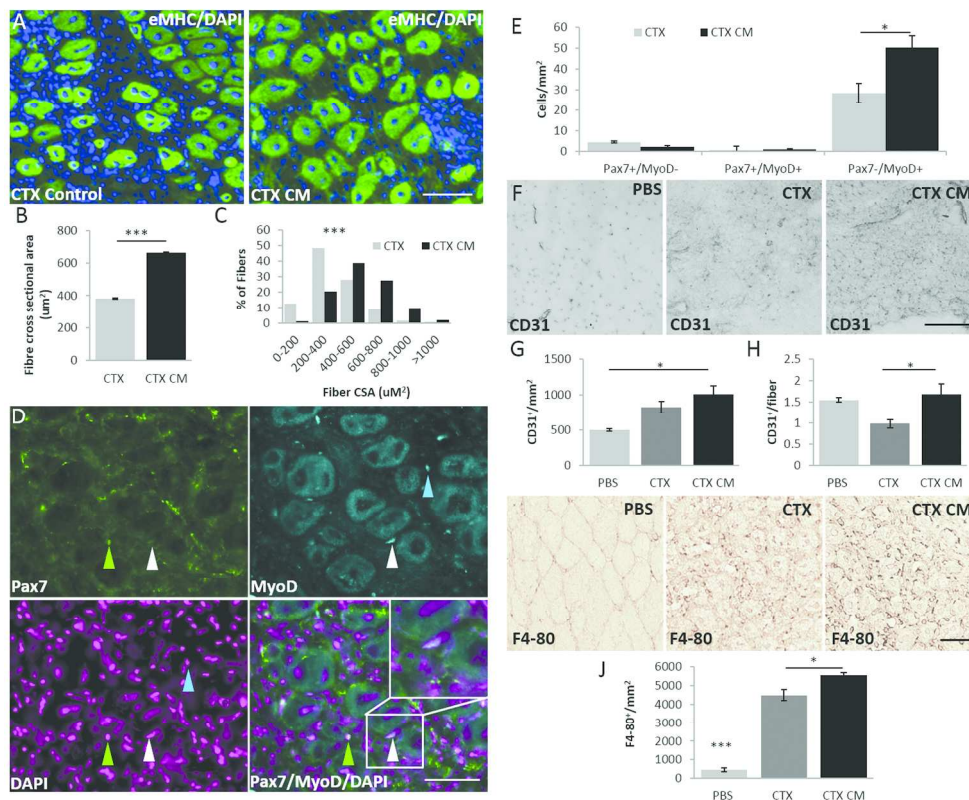 A
eMHC/DAPI
eMHC/DAPI
CTX Control
CTX CM
B
Fibre cross sectional area
(um²)
800
600
400
200
0
***
CTX
CTX CM
C
% of Fibers
60
50
40
30
20
10
0
***
CTX
CTX CM
0-200
200-400
400-600
600-800
800-1000
>1000
Fiber CSA (uM²)
D
Pax7
MyoD
DAPI
Pax7/MyoD/DAPI
E
CTX
CTX CM
Cells/mm²
60
50
40
30
20
10
0
*
Pax7+/MyoD-
Pax7+/MyoD+
Pax7-/MyoD+
F
PBS
CTX
CTX CM
CD31
CD31
CD31
G
CD31⁺/mm²
1500
1000
500
0
*
PBS
CTX
CTX CM
H
CD31⁺/fiber
2
1.5
1
0.5
0
*
PBS
CTX
CTX CM
PBS
CTX
CTX CM
F4-80
F4-80
F4-80
J
F4-80⁺/mm²
6000
5000
4000
3000
2000
1000
0
***
*
PBS
CTX
CTX CM